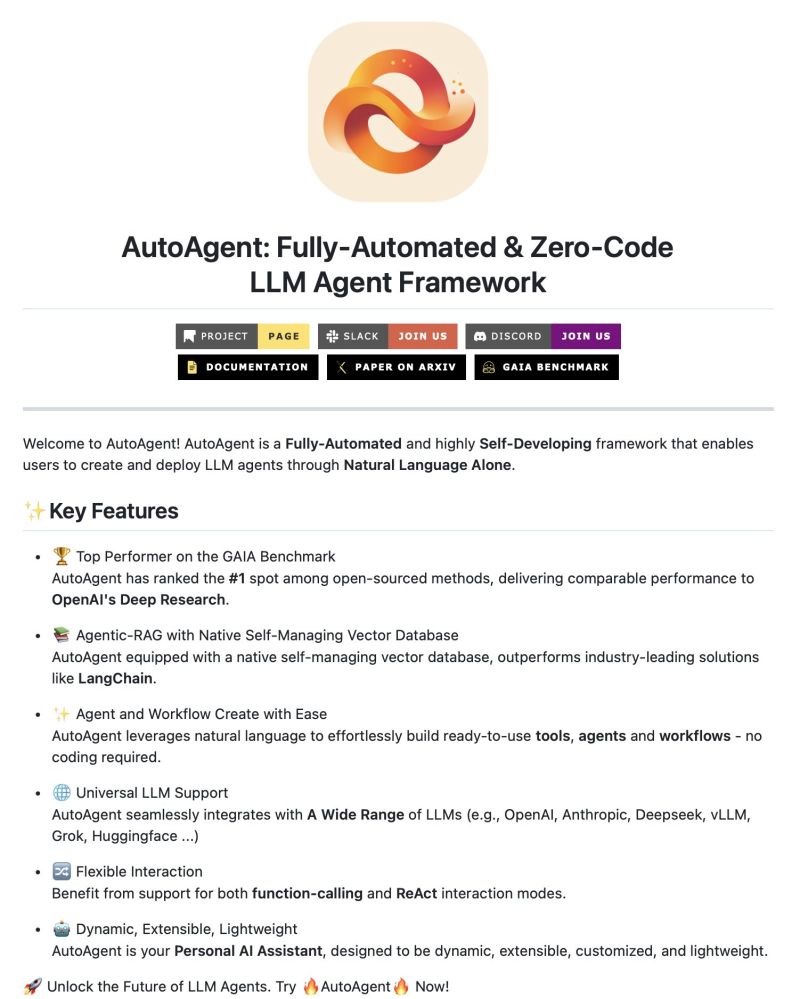 AutoAgent: Fully-Automated & Zero-Code
LLM Agent Framework
PROJECT PAGE SLACK JOIN US DISCORD JOIN US
DOCUMENTATION PAPER ON ARXIV GAIA BENCHMARK
Welcome to AutoAgent! AutoAgent is a Fully-Automated and highly Self-Developing framework that enables
users to create and deploy LLM agents through Natural Language Alone.
✨Key Features
• 🏆 Top Performer on the GAIA Benchmark
AutoAgent has ranked the #1 spot among open-sourced methods, delivering comparable performance to
OpenAI's Deep Research.
• 📚 Agentic-RAG with Native Self-Managing Vector Database
AutoAgent equipped with a native self-managing vector database, outperforms industry-leading solutions
like LangChain.
• ✨ Agent and Workflow Create with Ease
AutoAgent leverages natural language to effortlessly build ready-to-use tools, agents and workflows - no
coding required.
• 🌐 Universal LLM Support
AutoAgent seamlessly integrates with A Wide Range of LLMs (e.g., OpenAI, Anthropic, Deepseek, vLLM,
Grok, Huggingface ...)
• 🔀 Flexible Interaction
Benefit from support for both function-calling and ReAct interaction modes.
• 🤖 Dynamic, Extensible, Lightweight
AutoAgent is your Personal AI Assistant, designed to be dynamic, extensible, customized, and lightweight.
🚀 Unlock the Future of LLM Agents. Try 🔥AutoAgent🔥 Now!